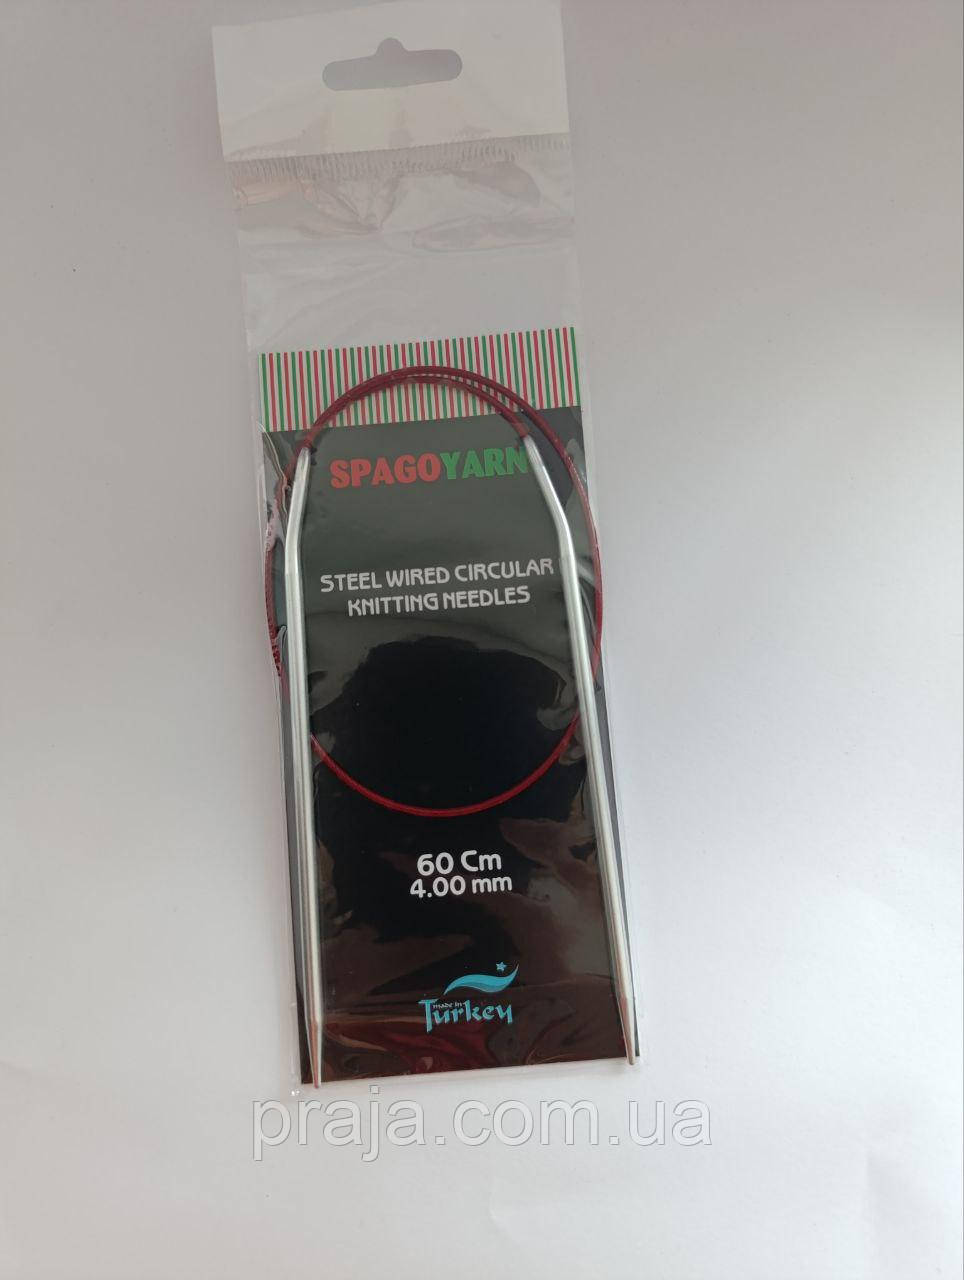 SPAGOYARN
STEEL WIRED CIRCULAR
KNITTING NEEDLES
60 Cm
4.00 mm
made in
Turkey
praja.com.ua